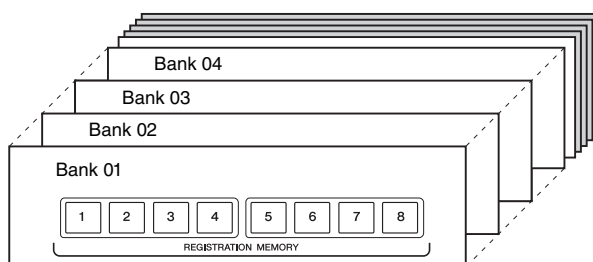 Bank 04
Bank 03
Bank 02
Bank 01
1 2 3 4 5 6 7 8
REGISTRATION MEMORY